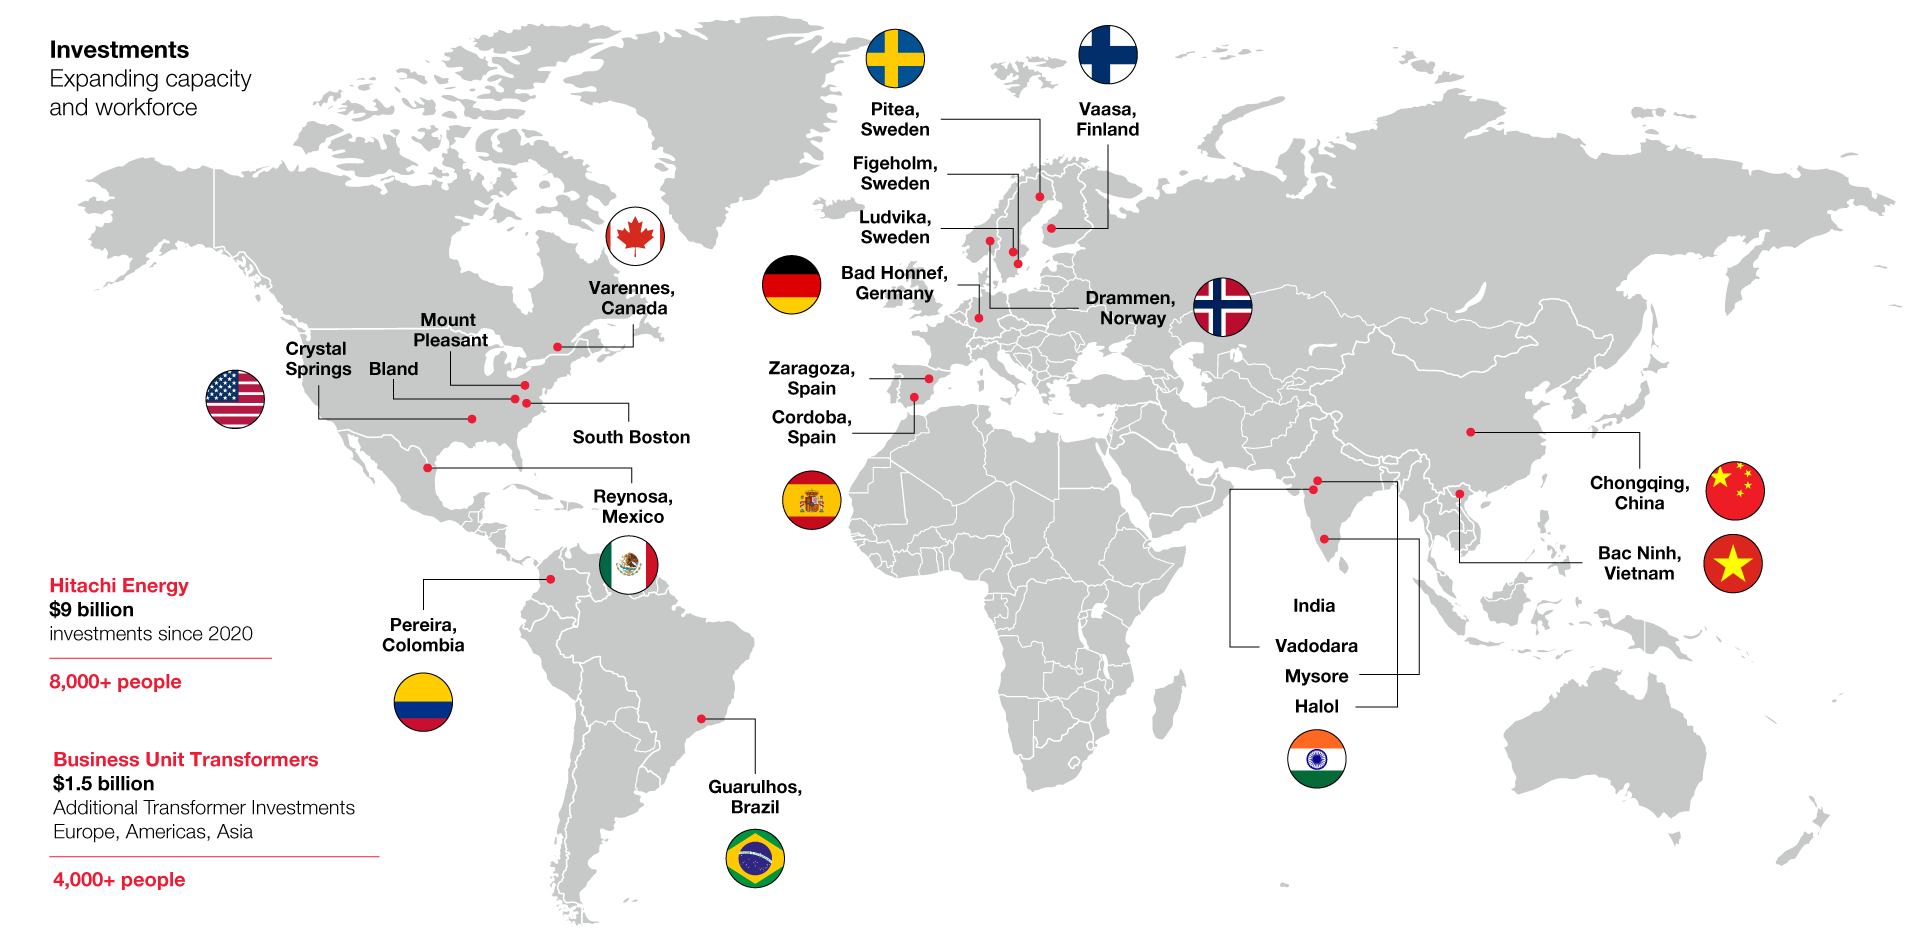 Investments
Expanding capacity
and workforce
Pitea,
Sweden
Vaasa,
Finland
Figeholm,
Sweden
Ludvika,
Sweden
Bad Honnef,
Germany
Drammen,
Norway
Varennes,
Canada
Mount
Pleasant
Crystal
Springs
Bland
South Boston
Zaragoza,
Spain
Cordoba,
Spain
Reynosa,
Mexico
Chongqing,
China
Bac Ninh,
Vietnam
India
Vadodara
Mysore
Halol
Hitachi Energy
$9 billion
investments since 2020
8,000+ people
Pereira,
Colombia
Business Unit Transformers
$1.5 billion
Additional Transformer Investments
Europe, Americas, Asia
4,000+ people
Guarulhos,
Brazil